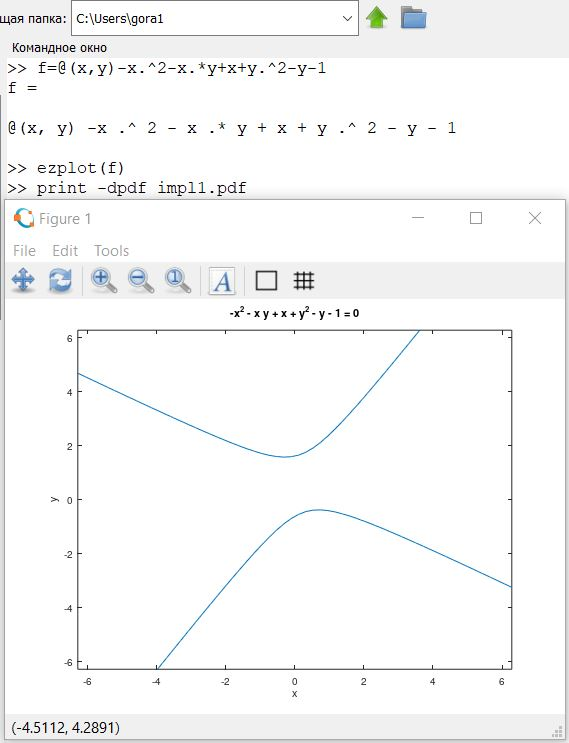 щая папка: C:\Users\gora1
Командное окно
>> f=@(x,y)-x.^2-x.*y+x+y.^2-y-1
f =
@(x, y) -x .^ 2 - x .* y + x + y .^ 2 - y - 1
>> ezplot(f)
>> print -dpdf impl1.pdf
Figure 1
File Edit Tools
A
-x² - x y + x + y² - y - 1 = 0
6
4
2
y
0
-2
-4
-6
-6 -4 -2 0 2 4 6
x
(-4.5112, 4.2891)